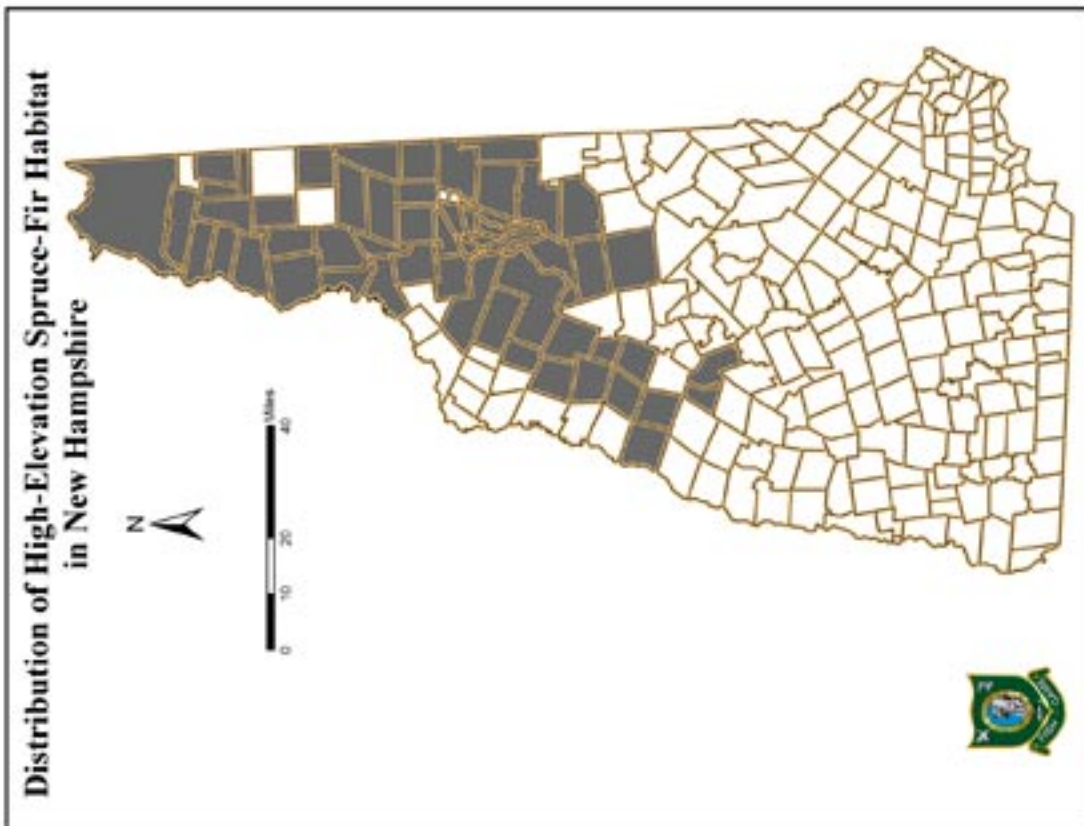 Distribution of High-Elevation Spruce-Fir Habitat
in New Hampshire
N
0 10 20 40 Miles